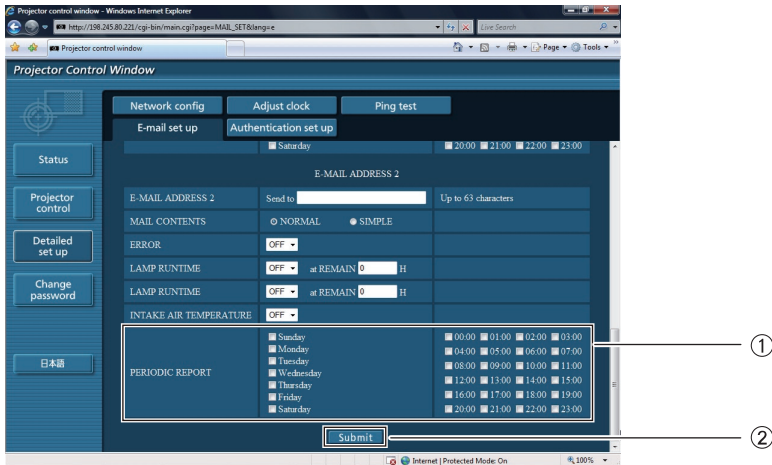 Projector control window - Windows Internet Explorer
http://198.245.80.221/cgi-bin/main.cgi?page=MAIL_SET&lang=e
Live Search
Projector control window
Page Tools
Projector Control Window
Network config Adjust clock Ping test
E-mail set up Authentication set up
Status
Projector control
Detailed set up
Change password
日本語
Saturday 20:00 21:00 22:00 23:00
E-MAIL ADDRESS 2
E-MAIL ADDRESS 2 Send to Up to 63 characters
MAIL CONTENTS NORMAL SIMPLE
ERROR OFF
LAMP RUNTIME OFF at REMAIN 0 H
LAMP RUNTIME OFF at REMAIN 0 H
INTAKE AIR TEMPERATURE OFF
PERIODIC REPORT
Sunday 00:00 01:00 02:00 03:00
Monday 04:00 05:00 06:00 07:00
Tuesday 08:00 09:00 10:00 11:00
Wednesday 12:00 13:00 14:00 15:00
Thursday 16:00 17:00 18:00 19:00
Friday 20:00 21:00 22:00 23:00
Saturday
Submit
Internet | Protected Mode: On 100%
①
②